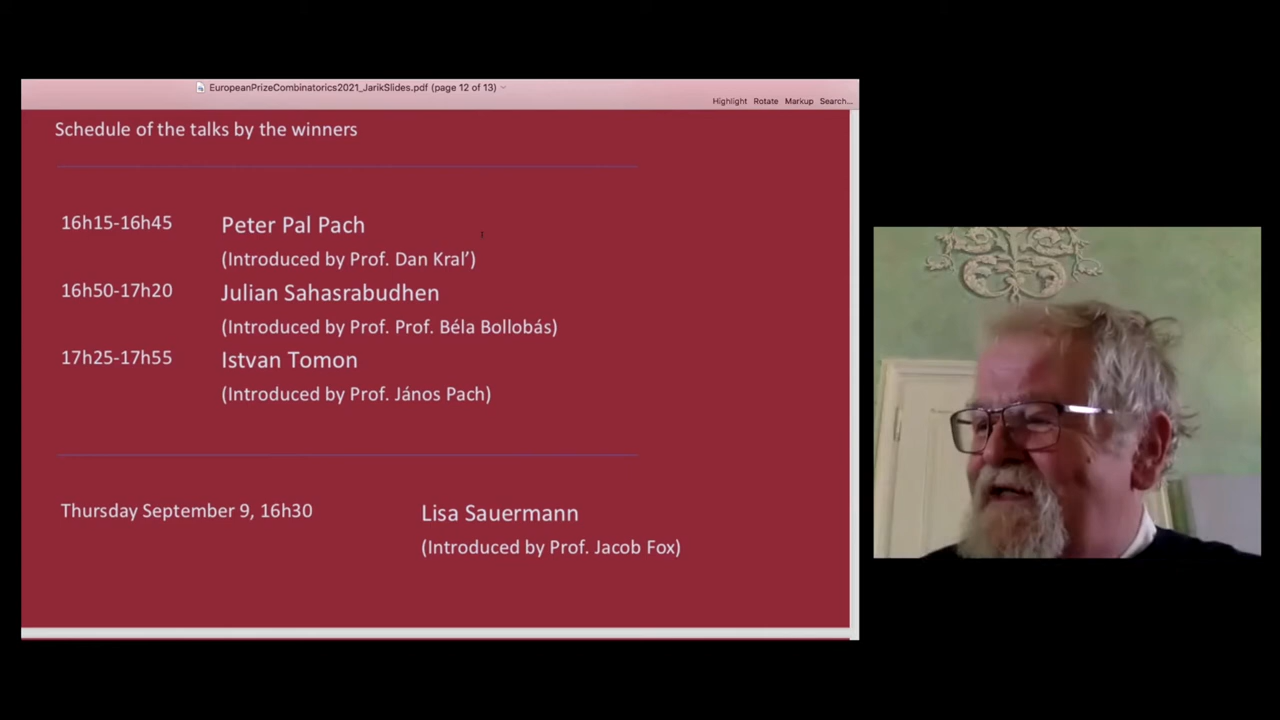 EuropeanPrizeCombinatorics2021_JarikSlides.pdf (page 12 of 13)
Highlight Rotate Markup Search...
Schedule of the talks by the winners
16h15-16h45 Peter Pal Pach
(Introduced by Prof. Dan Kral’)
16h50-17h20 Julian Sahasrabudhen
(Introduced by Prof. Prof. Béla Bollobás)
17h25-17h55 Istvan Tomon
(Introduced by Prof. János Pach)
Thursday September 9, 16h30 Lisa Sauermann
(Introduced by Prof. Jacob Fox)